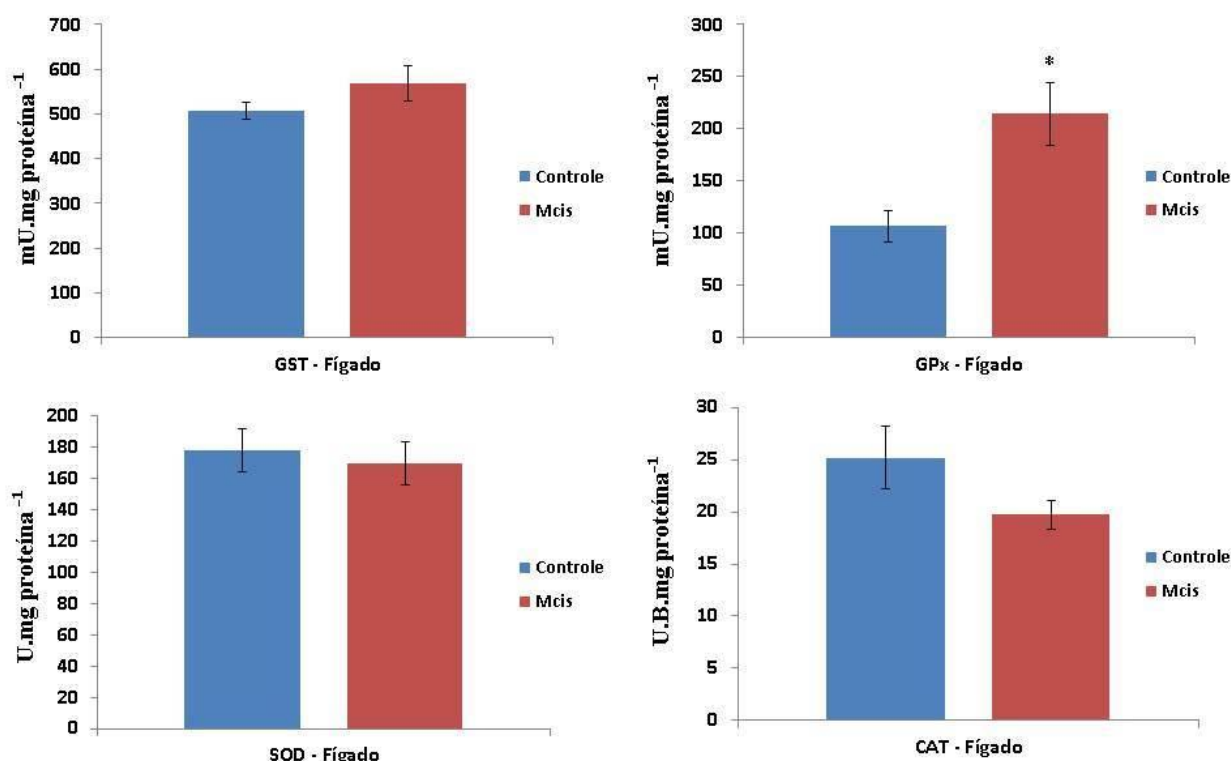 700
600
500
400
300
200
100
0
mU.mg proteína⁻¹
GST - Fígado
Controle
Mcis
300
250
200
150
100
50
0
mU.mg proteína⁻¹
*
GPx - Fígado
Controle
Mcis
200
180
160
140
120
100
80
60
40
20
0
U.mg proteína⁻¹
SOD - Fígado
Controle
Mcis
30
25
20
15
10
5
0
U.B.mg proteína⁻¹
CAT - Fígado
Controle
Mcis